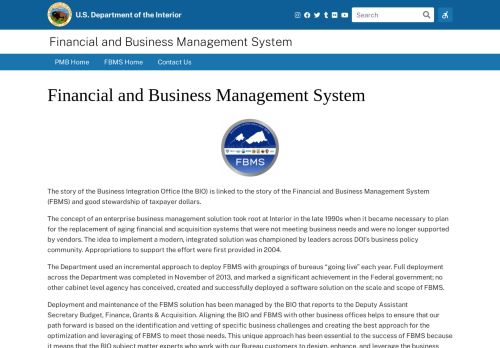 U.S. Department of the Interior
Search
Financial and Business Management System
PMB Home FBMS Home Contact Us
Financial and Business Management System
FBMS
The story of the Business Integration Office (the BIO) is linked to the story of the Financial and Business Management System
(FBMS) and good stewardship of taxpayer dollars.
The concept of an enterprise business management solution took root at Interior in the late 1990s when it became necessary to plan
for the replacement of aging financial and acquisition systems that were not meeting business needs and were no longer supported
by vendors. The idea to implement a modern, integrated solution was championed by leaders across DOI's business policy
community. Appropriations to support the effort were first provided in 2004.
The Department used an incremental approach to deploy FBMS with groupings of bureaus "going live" each year. Full deployment
across the Department was completed in November of 2013, and marked a significant achievement in the Federal government; no
other cabinet level agency has conceived, created and successfully deployed a software solution on the scale and scope of FBMS.
Deployment and maintenance of the FBMS solution has been managed by the BIO that reports to the Deputy Assistant
Secretary Budget, Finance, Grants & Acquisition. Aligning the BIO and FBMS with other business offices helps to ensure that our
path forward is based on the identification and vetting of specific business challenges and creating the best approach for the
optimization and leveraging of FBMS to meet those needs. This unique approach has been essential to the success of FBMS because
it means that the BIO subject matter experts who work with our Bureau customers to design, enhance, and leverage the business